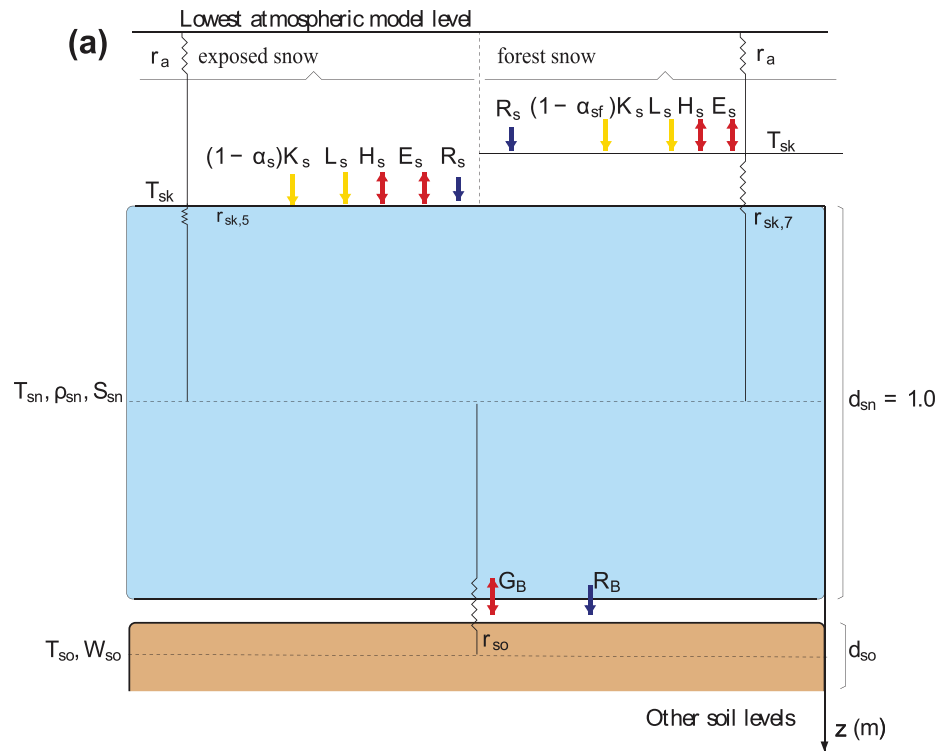 Lowest atmospheric model level
(a)
r_a exposed snow forest snow r_a
R_s (1 − α_sf)K_s L_s H_s E_s
T_sk
(1 − α_s)K_s L_s H_s E_s R_s
T_sk
r_sk,5 r_sk,7
T_sn, ρ_sn, S_sn d_sn = 1.0
G_B R_B
r_so
T_so, W_so d_so
Other soil levels z (m)